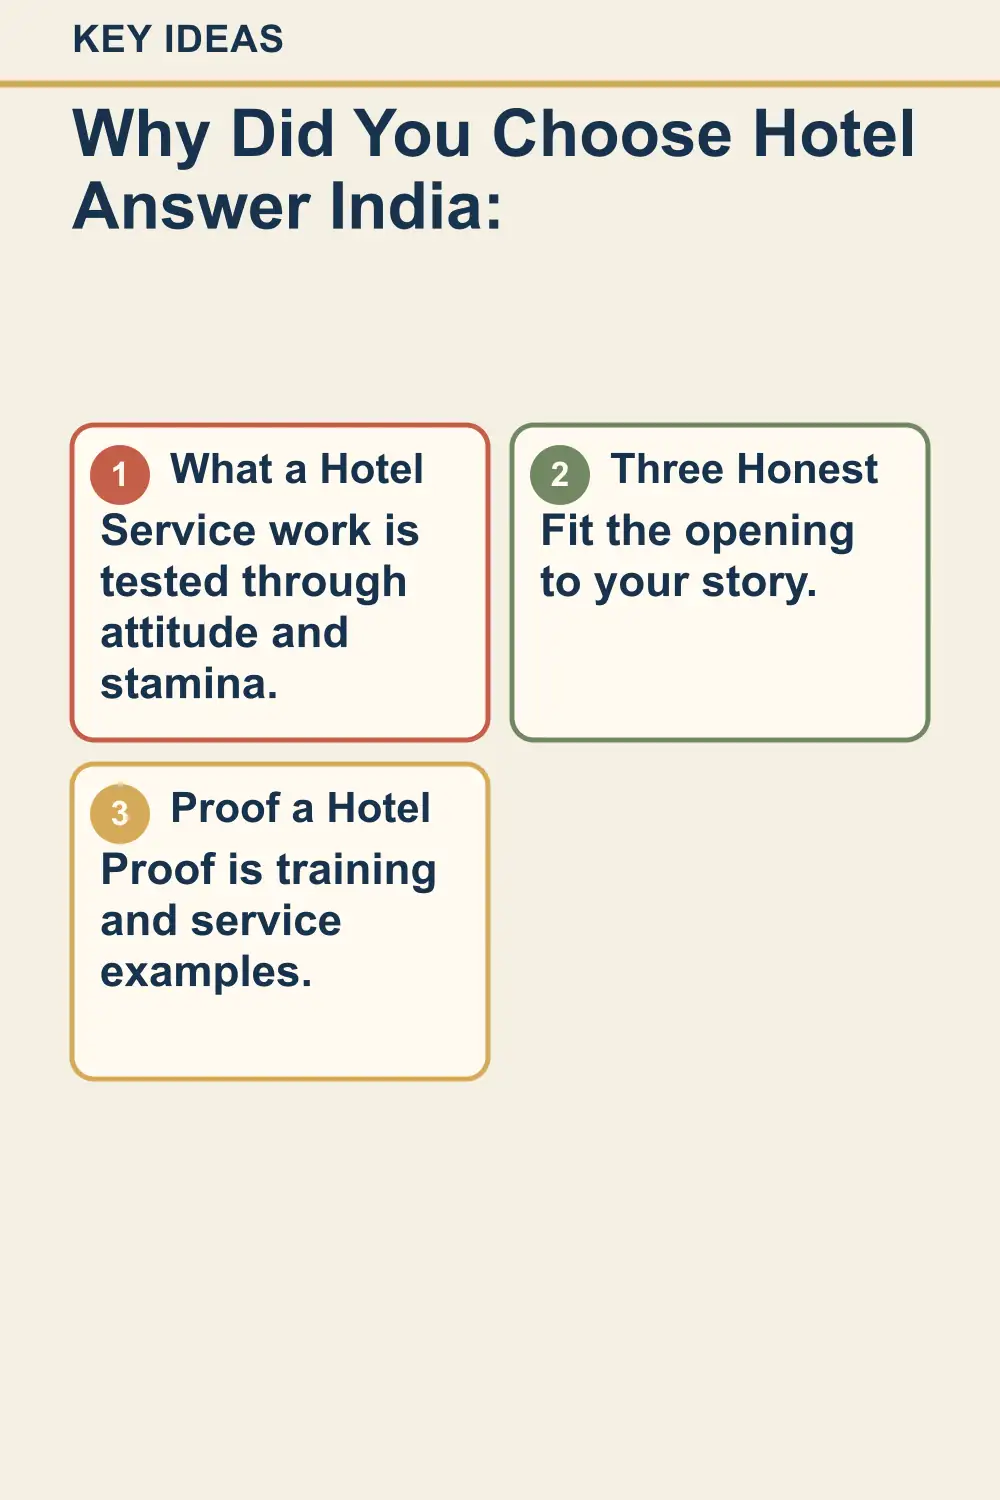 KEY IDEAS
Why Did You Choose Hotel
Answer India:
1 What a Hotel
Service work is
tested through
attitude and
stamina.
2 Three Honest
Fit the opening
to your story.
3 Proof a Hotel
Proof is training
and service
examples.